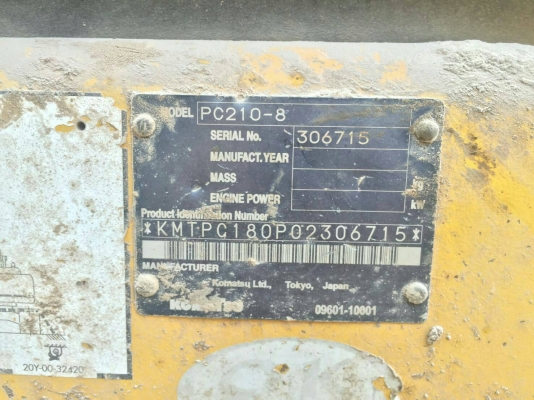 MODEL PC210-8
SERIAL No. 306715
MANUFACT.YEAR
MASS kg
ENGINE POWER kW
Product Identification Number
*KMTPC180P02306715*
MANUFACTURER
Komatsu Ltd., Tokyo, Japan
KOMATSU 09601-10001
20Y-00-32420